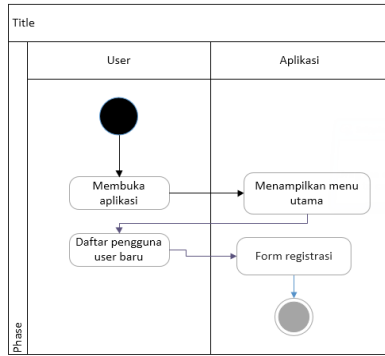 Title
User
Aplikasi
Membuka
aplikasi
Menampilkan menu
utama
Daftar pengguna
user baru
Form registrasi
Phase